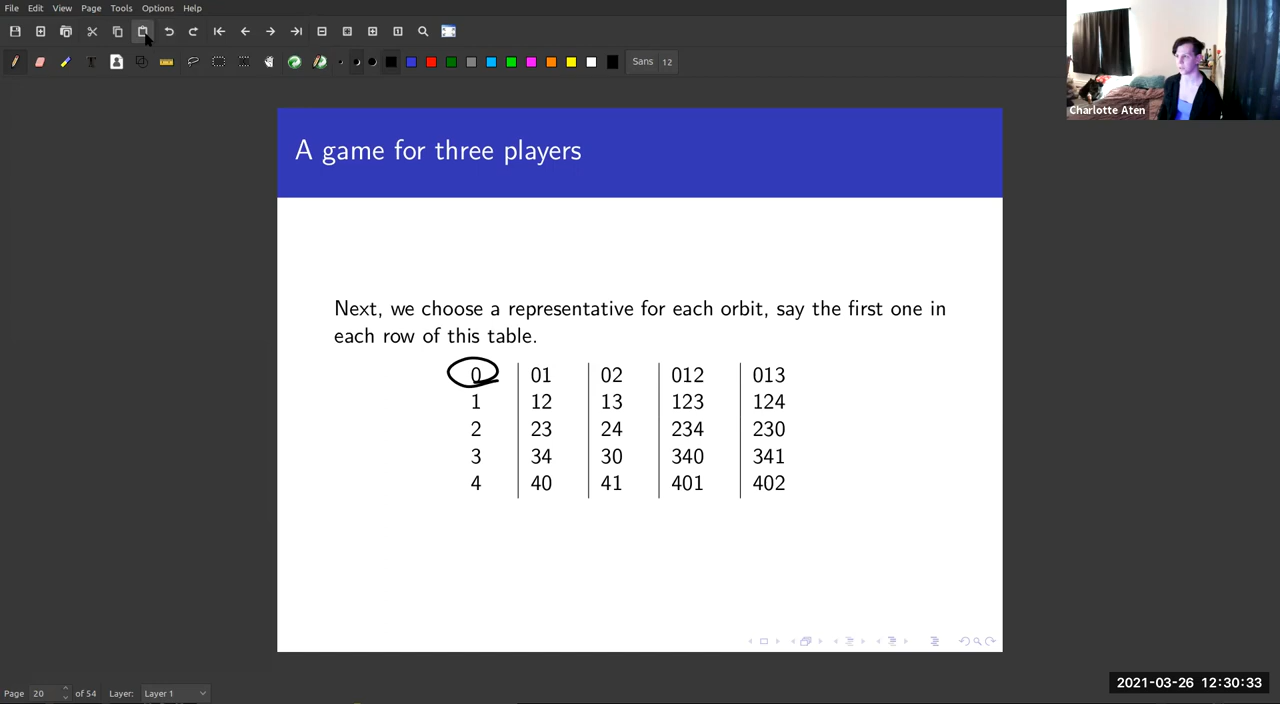 File Edit View Page Tools Options Help
Sans 12
Charlotte Aten
A game for three players
Next, we choose a representative for each orbit, say the first one in
each row of this table.
0 01 02 012 013
1 12 13 123 124
2 23 24 234 230
3 34 30 340 341
4 40 41 401 402
Page 20 of 54 Layer: Layer 1
2021-03-26 12:30:33